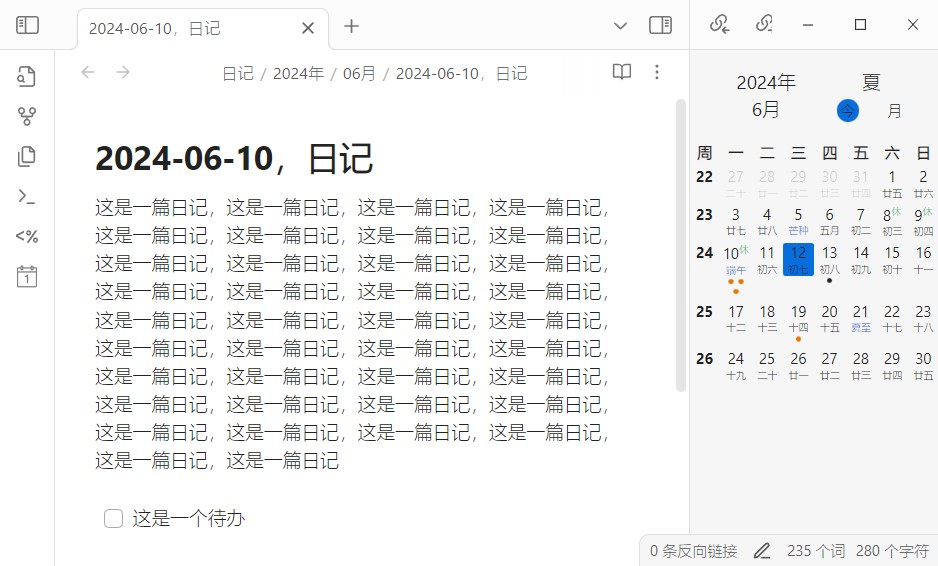 2024-06-10，日记
日记 / 2024年 / 06月 / 2024-06-10，日记
2024-06-10，日记
这是一篇日记，这是一篇日记，这是一篇日记，这是一篇日记，
这是一篇日记，这是一篇日记，这是一篇日记，这是一篇日记，
这是一篇日记，这是一篇日记，这是一篇日记，这是一篇日记，
这是一篇日记，这是一篇日记，这是一篇日记，这是一篇日记，
这是一篇日记，这是一篇日记，这是一篇日记，这是一篇日记，
这是一篇日记，这是一篇日记，这是一篇日记，这是一篇日记，
这是一篇日记，这是一篇日记，这是一篇日记，这是一篇日记，
这是一篇日记，这是一篇日记，这是一篇日记，这是一篇日记，
这是一篇日记，这是一篇日记，这是一篇日记，这是一篇日记，
这是一篇日记，这是一篇日记
这是一个待办
<%
1
2024年 夏
6月 今 月
周 一 二 三 四 五 六 日
22 27 28 29 30 31 1 2
二十 廿一 廿二 廿三 廿四 廿五 廿六
23 3 4 5 6 7 8休 9休
廿七 廿八 芒种 五月 初二 初三 初四
24 10休 11 12 13 14 15 16
端午 初六 初七 初八 初九 初十 十一
25 17 18 19 20 21 22 23
十二 十三 十四 十五 夏至 十七 十八
26 24 25 26 27 28 29 30
十九 二十 廿一 廿二 廿三 廿四 廿五
0 条反向链接 235 个词 280 个字符